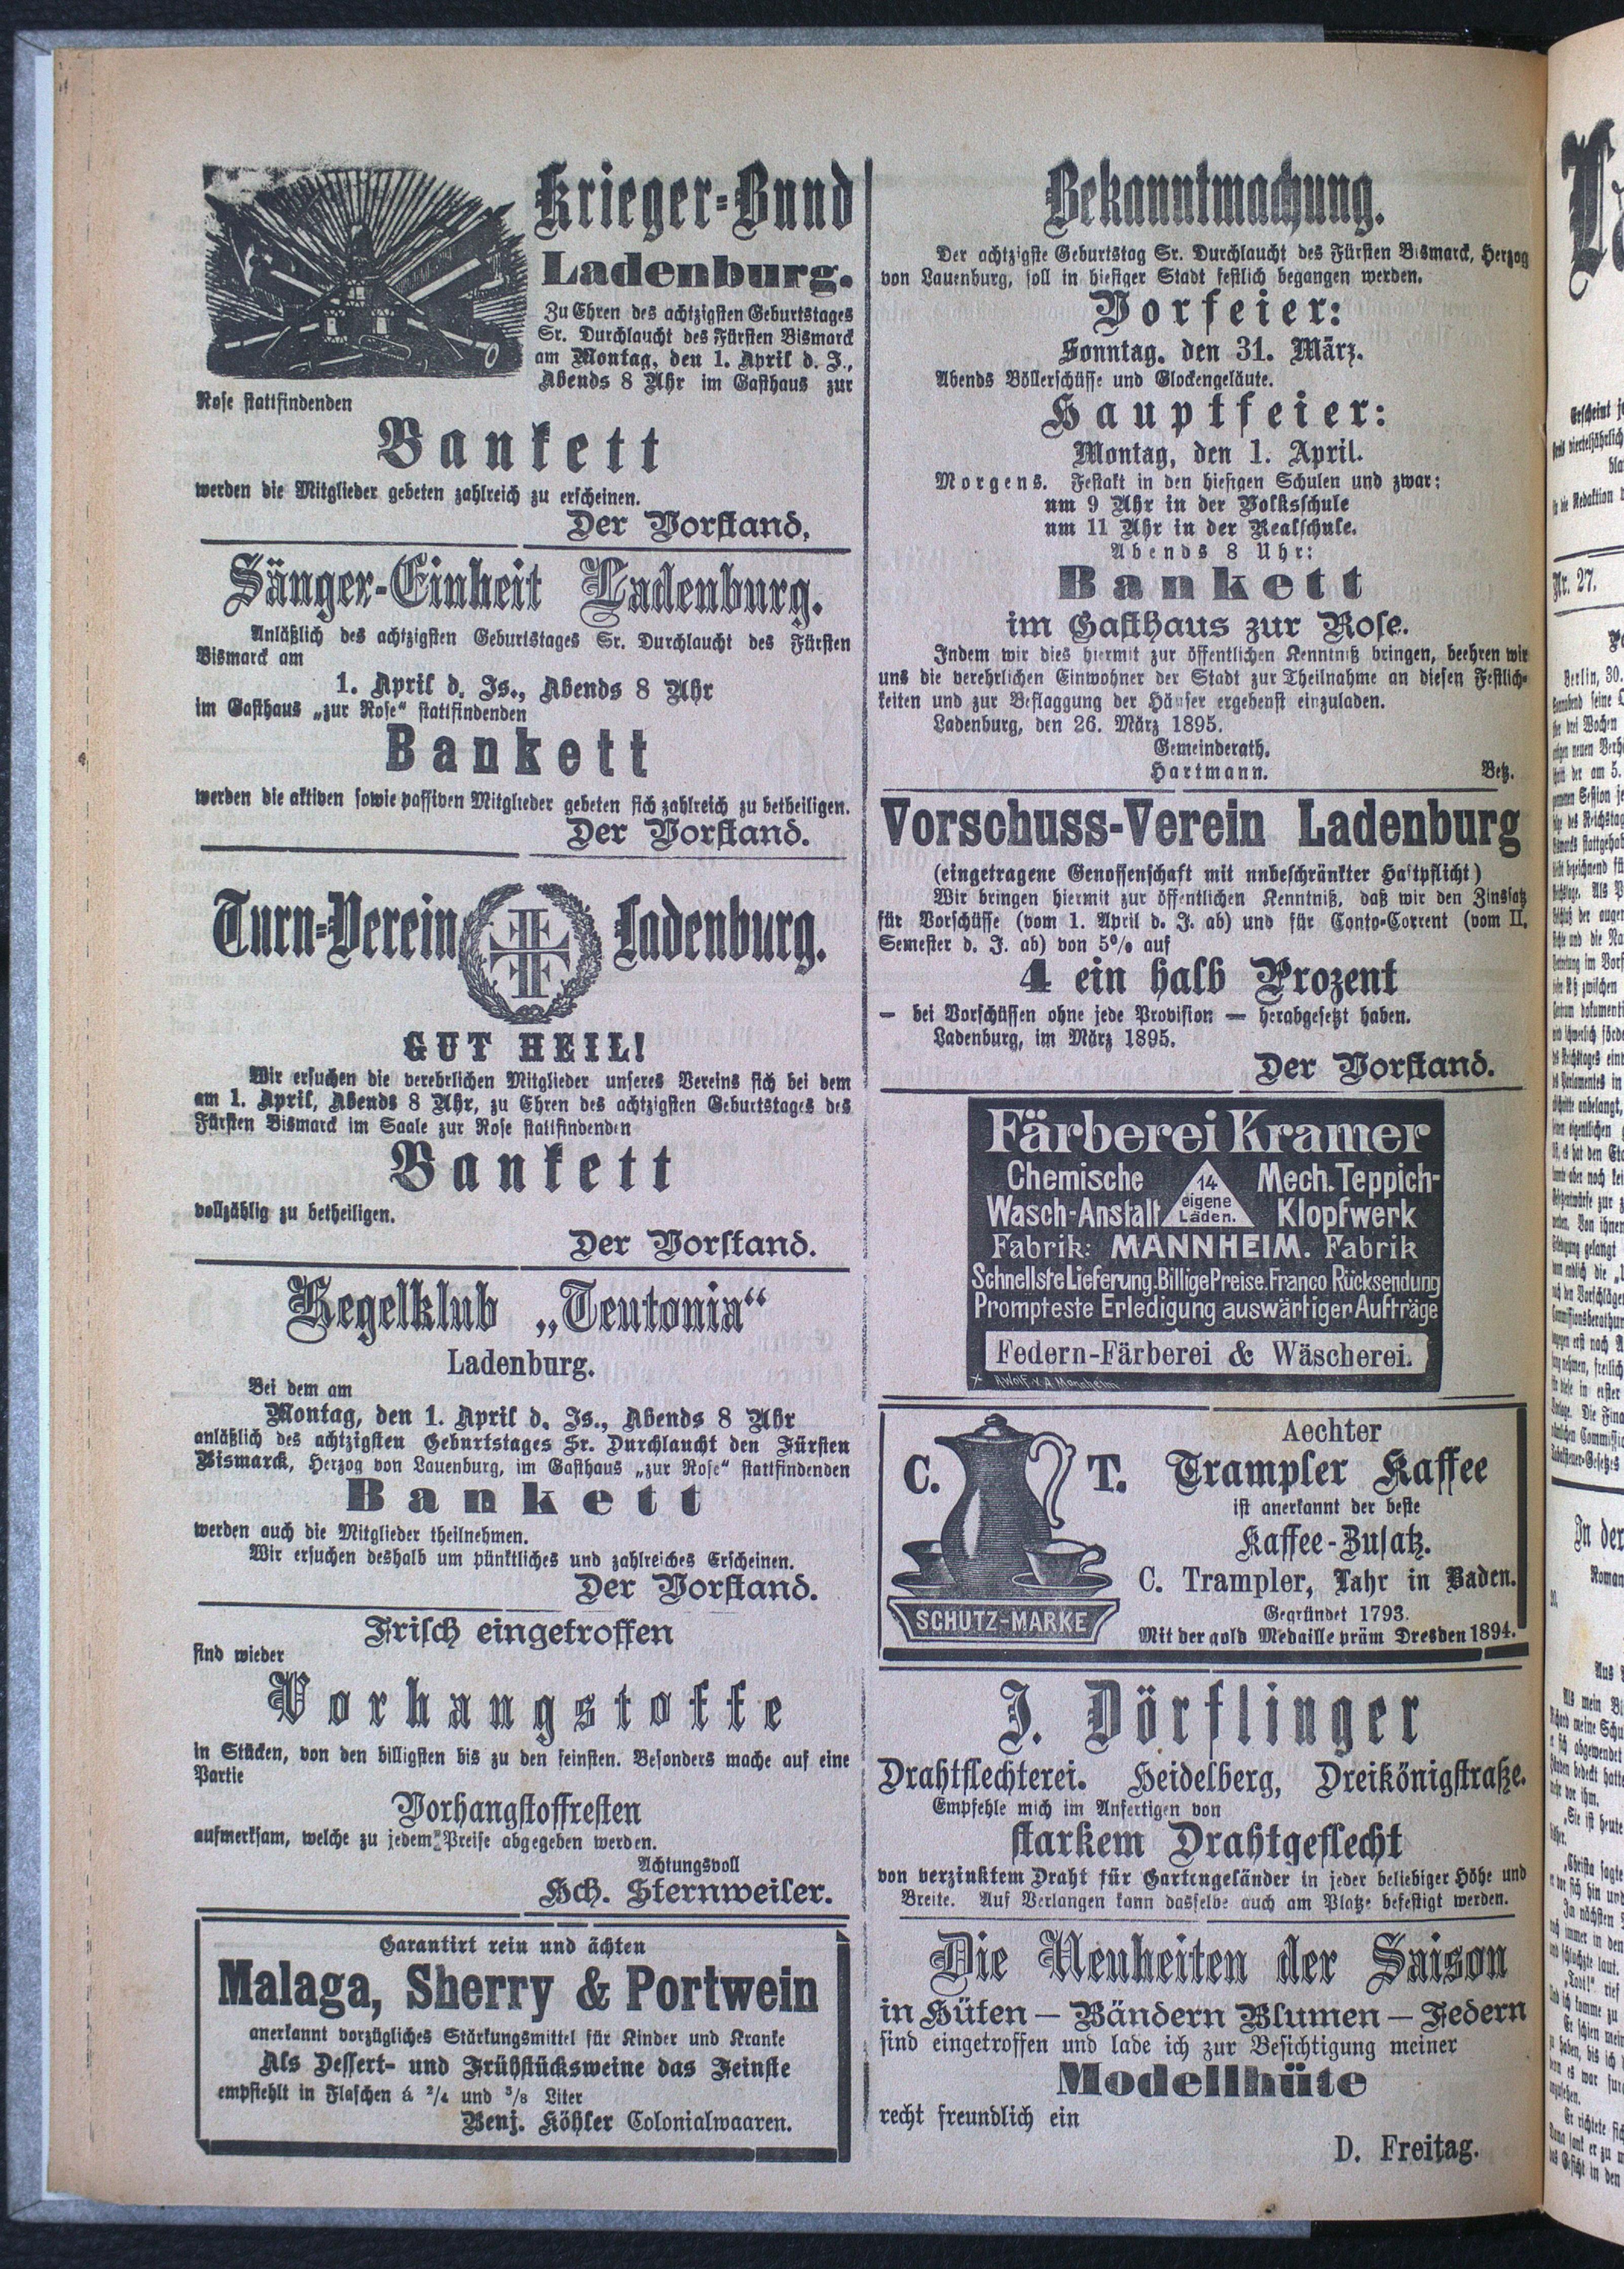 Krieger-Bund
Ladenburg.
Zu Ehren des achtzigsten Geburtstages
Sr. Durchlaucht des Fürsten Bismarck
am Montag, den 1. April d. J.,
Abends 8 Uhr im Gasthaus zur
Rose stattfindenden
Bankett
werden die Mitglieder gebeten zahlreich zu erscheinen.
Der Vorstand.
Sänger-Einheit Ladenburg.
Anläßlich des achtzigsten Geburtstages Sr. Durchlaucht des Fürsten
Bismarck am
1. April d. Js., Abends 8 Uhr
im Gasthaus „zur Rose“ stattfindenden
Bankett
werden die aktiven sowie passiven Mitglieder gebeten sich zahlreich zu betheiligen.
Der Vorstand.
Turn-Verein Ladenburg.
GUT HEIL!
Wir ersuchen die verehrlichen Mitglieder unseres Vereins sich bei dem
am 1. April, Abends 8 Uhr, zu Ehren des achtzigsten Geburtstages des
Fürsten Bismarck im Saale zur Rose stattfindenden
Bankett
vollzählig zu betheiligen.
Der Vorstand.
Kegelklub „Teutonia“
Ladenburg.
Bei dem am
Montag, den 1. April d. Js., Abends 8 Uhr
anläßlich des achtzigsten Geburtstages Sr. Durchlaucht den Fürsten
Bismarck, Herzog von Lauenburg, im Gasthaus „zur Rose“ stattfindenden
Bankett
werden auch die Mitglieder theilnehmen.
Wir ersuchen deshalb um pünktliches und zahlreiches Erscheinen.
Der Vorstand.
Frisch eingetroffen
sind wieder
Vorhangstoffe
in Stücken, von den billigsten bis zu den feinsten. Besonders mache auf eine
Partie
Vorhangstoffresten
aufmerksam, welche zu jedem Preise abgegeben werden.
Achtungsvoll
Hch. Sternweiler.
Garantirt rein und ächten
Malaga, Sherry & Portwein
anerkannt vorzügliches Stärkungsmittel für Kinder und Kranke
Als Dessert- und Frühstücksweine das Feinste
empfiehlt in Flaschen á 2/4 und 3/8 Liter
Benj. Köhler Colonialwaaren.
Bekanntmachung.
Der achtzigste Geburtstag Sr. Durchlaucht des Fürsten Bismarck, Herzog
von Lauenburg, soll in hiesiger Stadt festlich begangen werden.
Vorfeier:
Sonntag, den 31. März.
Abends Böllerschüsse und Glockengeläute.
Hauptfeier:
Montag, den 1. April.
Morgens. Festakt in den hiesigen Schulen und zwar:
um 9 Uhr in der Volksschule
um 11 Uhr in der Realschule.
Abends 8 Uhr:
Bankett
im Gasthaus zur Rose.
Indem wir dies hiermit zur öffentlichen Kenntniß bringen, beehren wir
uns die verehrlichen Einwohner der Stadt zur Theilnahme an diesen Festlich-
keiten und zur Beflaggung der Häuser ergebenst einzuladen.
Ladenburg, den 26. März 1895.
Gemeinderath.
Hartmann. Betz.
Vorschuss-Verein Ladenburg
(eingetragene Genossenschaft mit unbeschränkter Haftpflicht)
Wir bringen hiermit zur öffentlichen Kenntniß, daß wir den Zinssatz
für Vorschüsse (vom 1. April d. J. ab) und für Conto-Corrent (vom II.
Semester d. J. ab) von 5% auf
4 ein halb Prozent
— bei Vorschüssen ohne jede Provision — herabgesetzt haben.
Ladenburg, im März 1895.
Der Vorstand.
Färberei Kramer
Chemische Wasch-Anstalt
14 eigene Läden.
Mech. Teppich-Klopfwerk
Fabrik: MANNHEIM. Fabrik
Schnellste Lieferung. Billige Preise. Franco Rücksendung
Prompteste Erledigung auswärtiger Aufträge
Federn-Färberei & Wäscherei.
C. T.
SCHUTZ-MARKE
Aechter
Trampler Kaffee
ist anerkannt der beste
Kaffee-Zusatz.
C. Trampler, Lahr in Baden.
Gegründet 1793.
Mit der gold Medaille präm Dresden 1894.
J. Dörflinger
Drahtflechterei. Heidelberg, Dreikönigstraße.
Empfehle mich im Anfertigen von
starkem Drahtgeflecht
von verzinktem Draht für Gartengeländer in jeder beliebiger Höhe und
Breite. Auf Verlangen kann dasselbe auch am Platze befestigt werden.
Die Neuheiten der Saison
in Hüten — Bändern Blumen — Federn
sind eingetroffen und lade ich zur Besichtigung meiner
Modellhüte
recht freundlich ein
D. Freitag.
Nr. 27.
Berlin, 30.